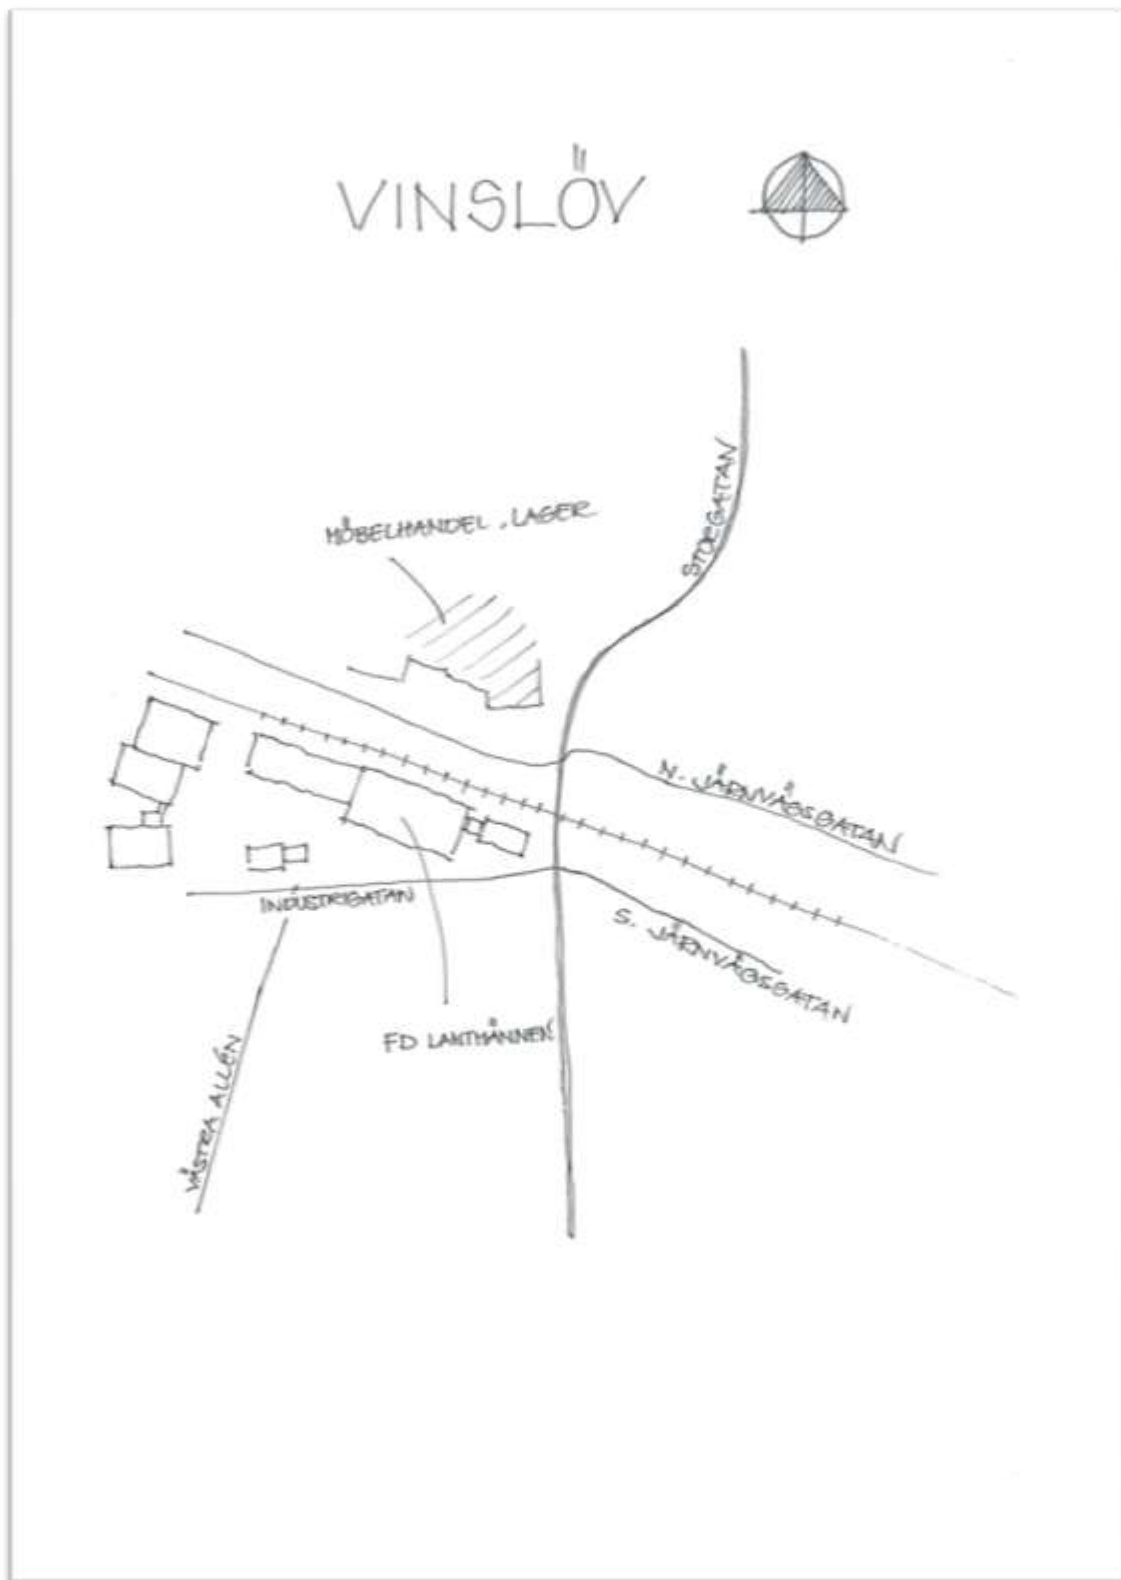 VINSLÖV
STORGATAN
MÖBELHANDEL, LAGER
N. JÄRNVÄGSGATAN
INDUSTRIGATAN
S. JÄRNVÄGSGATAN
FD LANTMÄNNEN
VÄSTRA ALLÉN